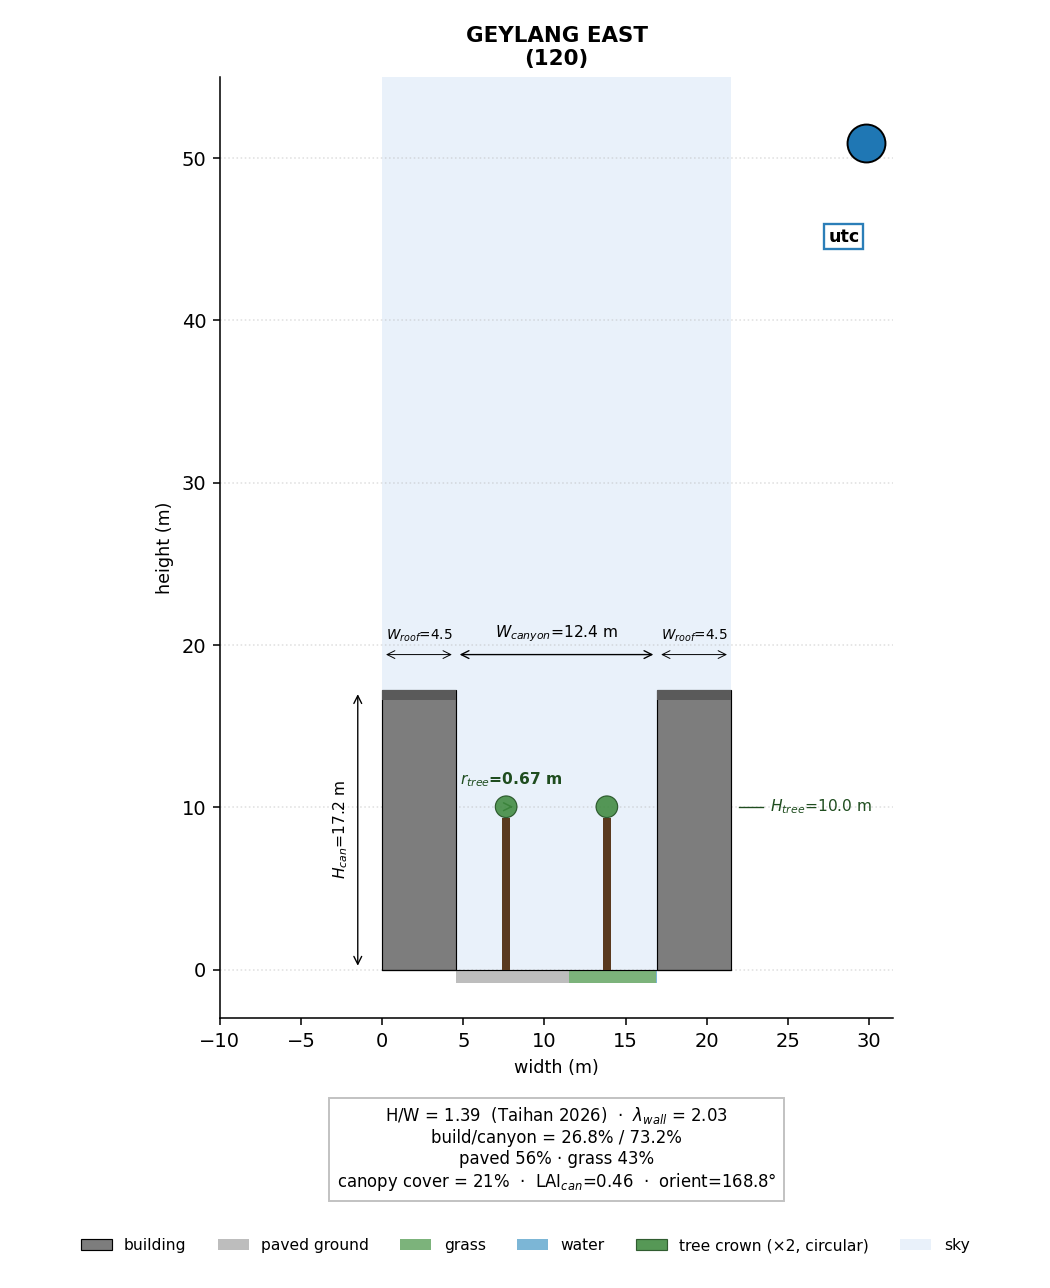 GEYLANG EAST
(120)
utc
50
40
30
20
10
0
height (m)
W_roof=4.5
W_canyon=12.4 m
W_roof=4.5
r_tree=0.67 m
H_tree=10.0 m
H_can=17.2 m
−10 −5 0 5 10 15 20 25 30
width (m)
H/W = 1.39 (Taihan 2026) · λ_wall = 2.03
build/canyon = 26.8% / 73.2%
paved 56% · grass 43%
canopy cover = 21% · LAI_can=0.46 · orient=168.8°
building paved ground grass water tree crown (×2, circular) sky